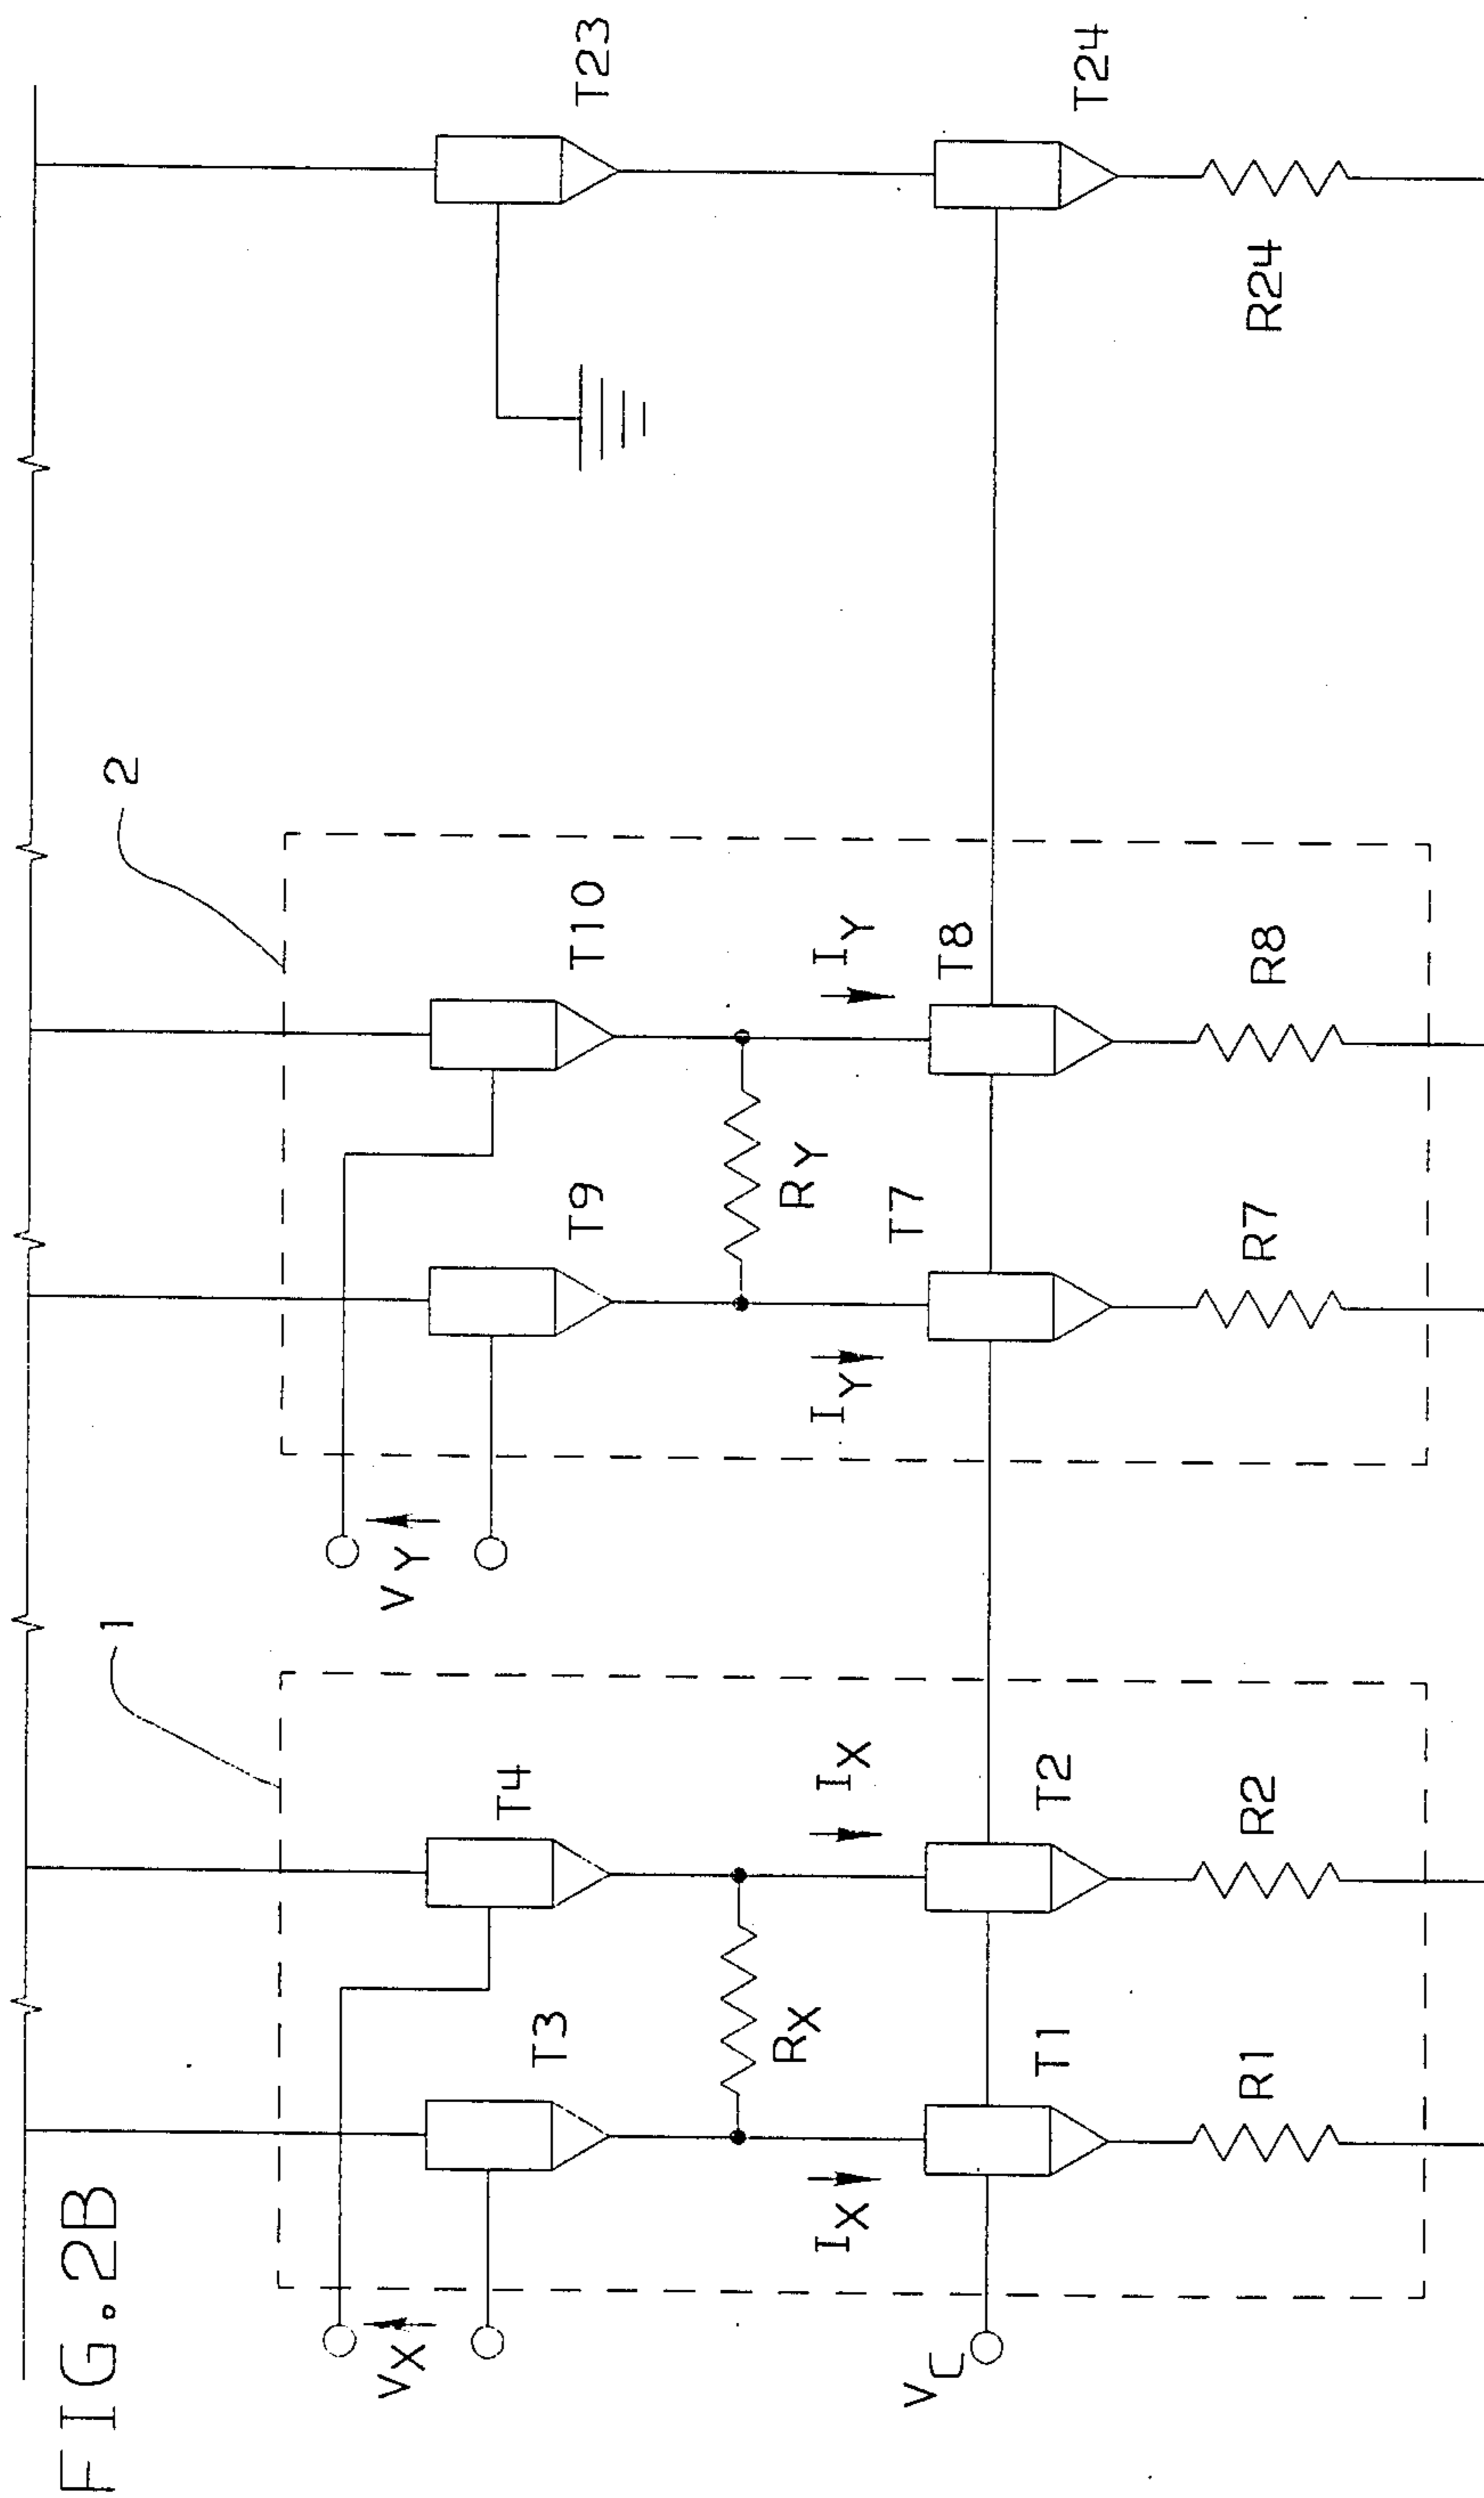 FIG. 2B
1
2
VX
T3
T4
VY
T9
T10
T23
RX
RY
IX
IX
IY
IY
VC
T1
T2
T7
T8
T24
R1
R2
R7
R8
R24